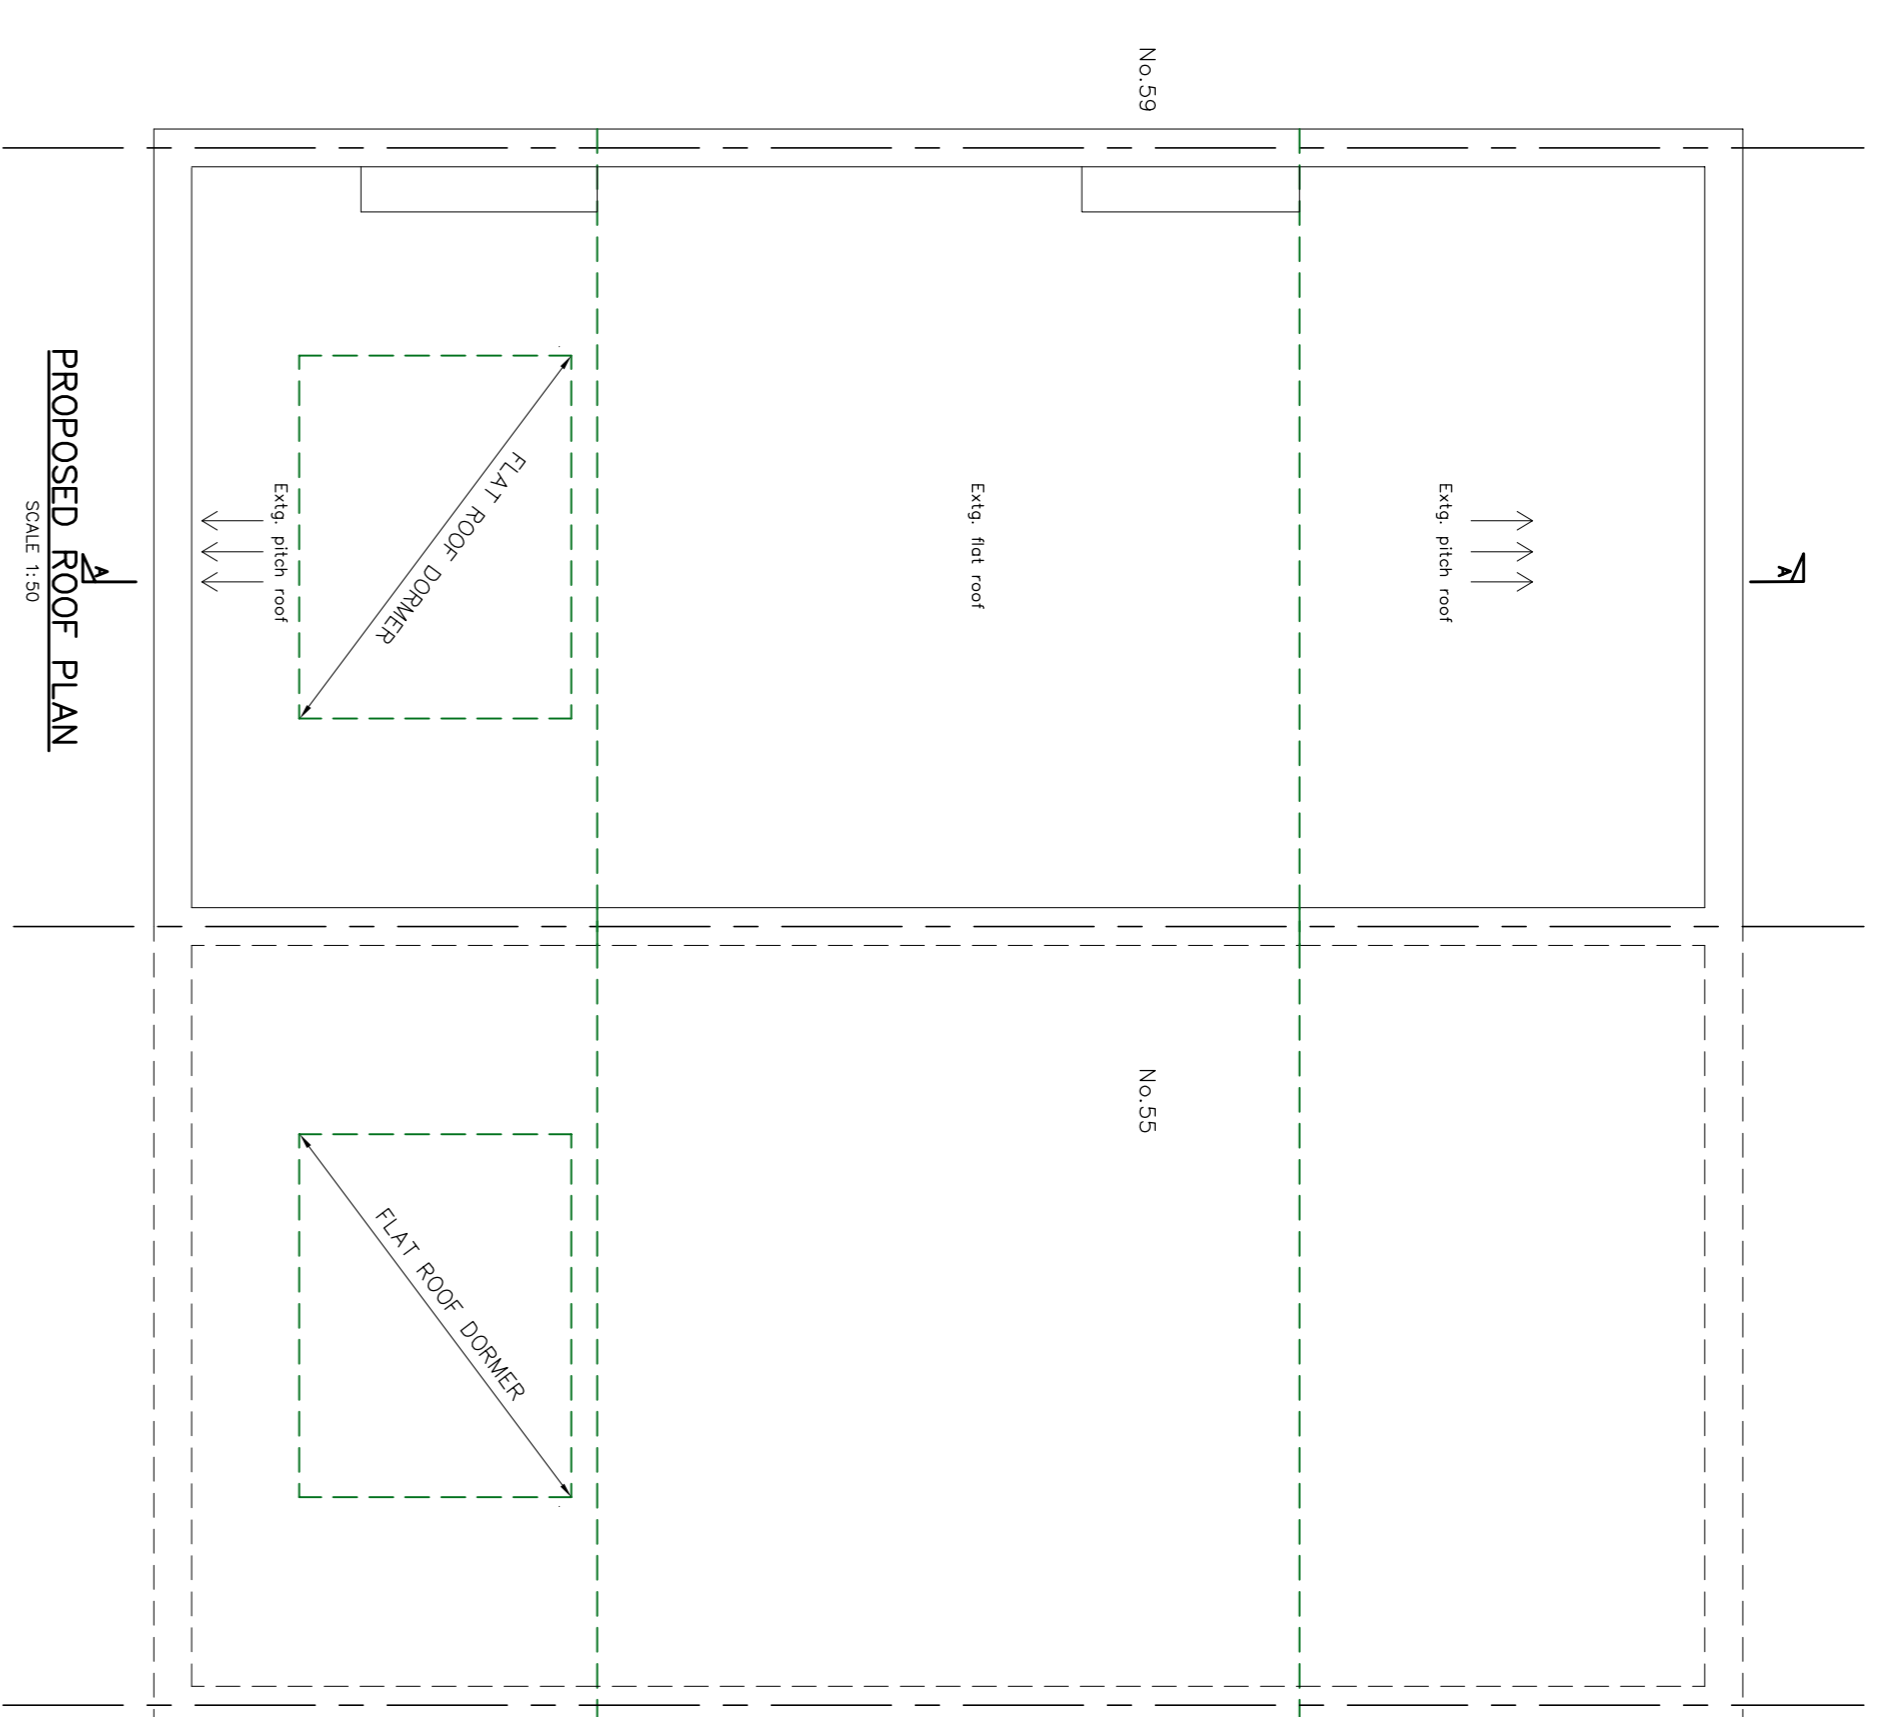 No.59
Extg. pitch roof
A
Extg. flat roof
No.55
FLAT ROOF DORMER
FLAT ROOF DORMER
Extg. pitch roof
A
PROPOSED ROOF PLAN
SCALE 1:50